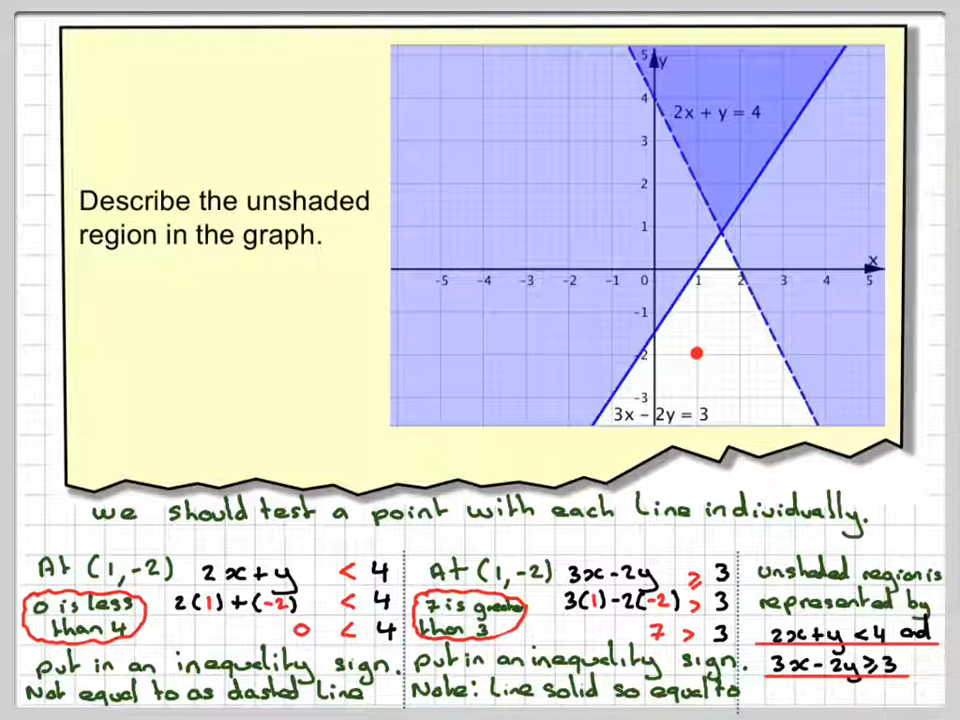 Describe the unshaded
region in the graph.
5 y
4
2x + y = 4
3
2
1
x
-5 -4 -3 -2 -1 0 1 2 3 4 5
-1
-2
-3
3x – 2y = 3
we should test a point with each line individually.
At (1, -2) 2x+y < 4
0 is less 2(1) + (-2) < 4
than 4 0 < 4
put in an inequality sign.
Not equal to as dashed line
At (1, -2) 3x-2y ≥ 3
7 is greater 3(1)-2(-2) > 3
than 3 7 > 3
put in an inequality sign.
Note: Line solid so equal to
unshaded region is
represented by
2x+y < 4 ad
3x-2y ≥ 3